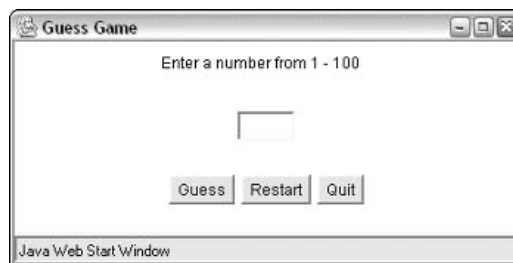 Guess Game
Enter a number from 1 - 100
Guess Restart Quit
Java Web Start Window